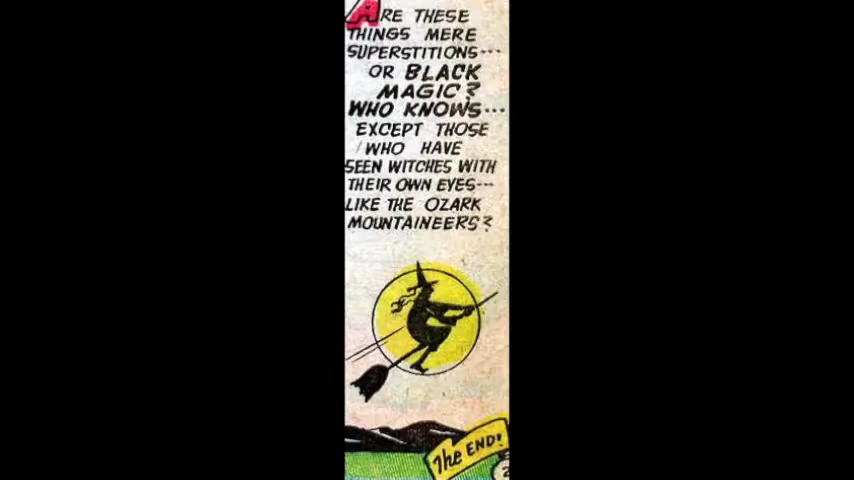 ARE THESE
THINGS MERE
SUPERSTITIONS---
OR BLACK
MAGIC?
WHO KNOWS---
EXCEPT THOSE
WHO HAVE
SEEN WITCHES WITH
THEIR OWN EYES---
LIKE THE OZARK
MOUNTAINEERS?
The END!
2